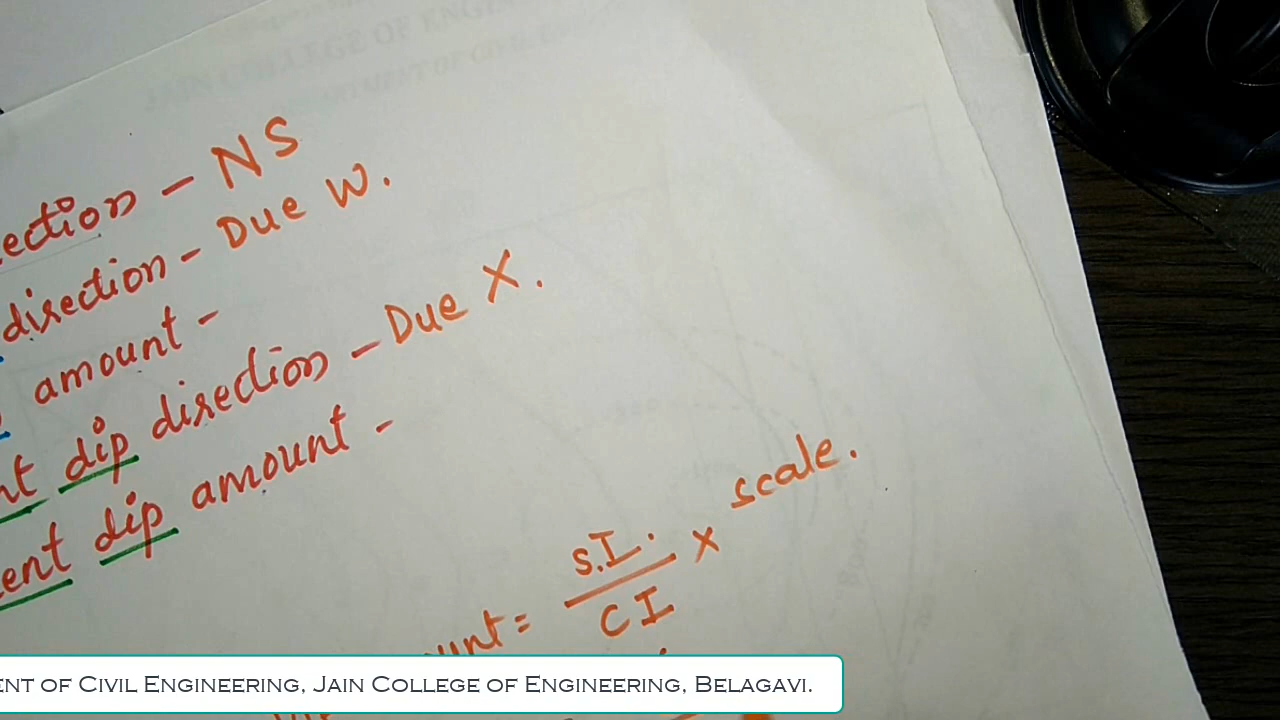 ection - NS
direction - Due W.
amount -
nt dip direction - Due X.
ent dip amount -
scale.
unt = S.I. / CI ×
ENT OF CIVIL ENGINEERING, JAIN COLLEGE OF ENGINEERING, BELAGAVI.